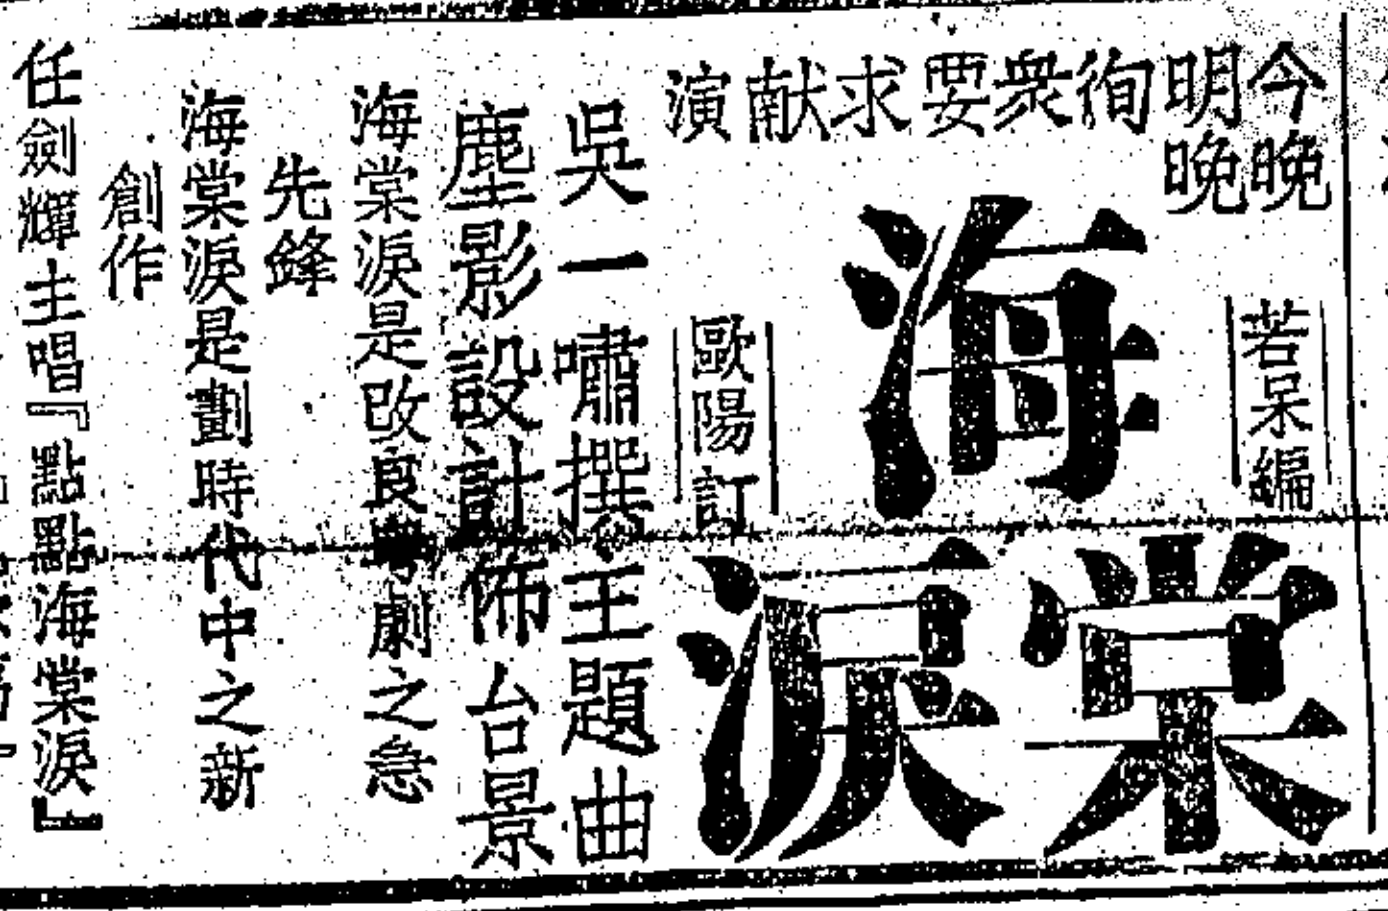 今晚
明晚
徇衆要求献演
若呆編
海棠淚
歐陽訂
吳一嘯撰主題曲
塵影設計佈台景
海棠淚是改良粵劇之急
先鋒
海棠淚是劃時代中之新
創作
任劍輝主唱『點點海棠淚』